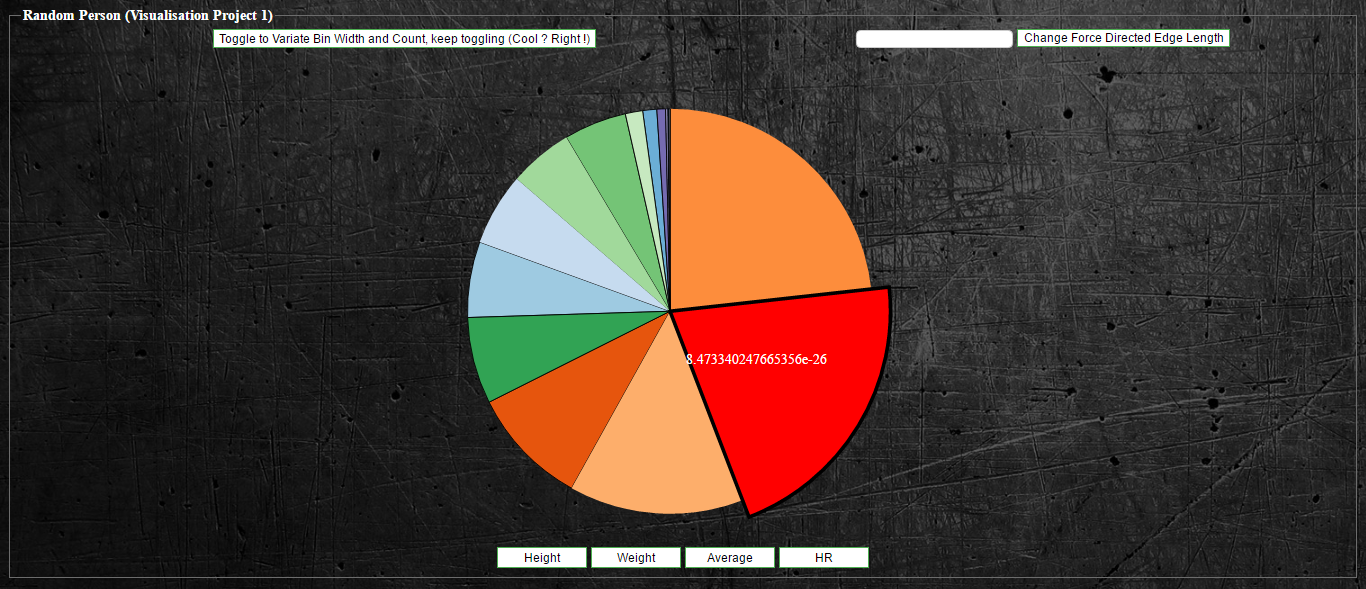 Random Person (Visualisation Project 1)
Toggle to Variate Bin Width and Count, keep toggling (Cool ? Right !)
Change Force Directed Edge Length
8.473340247665356e-26
Height
Weight
Average
HR